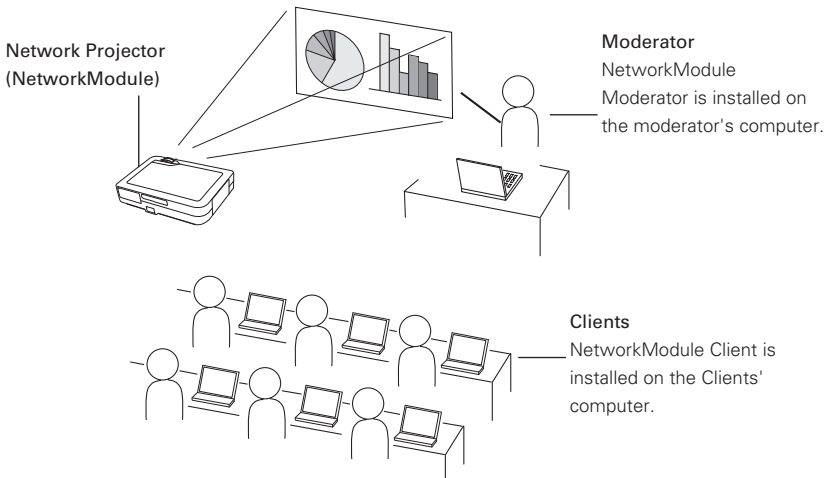 Network Projector
(NetworkModule)
Moderator
NetworkModule
Moderator is installed on
the moderator's computer.
Clients
NetworkModule Client is
installed on the Clients'
computer.